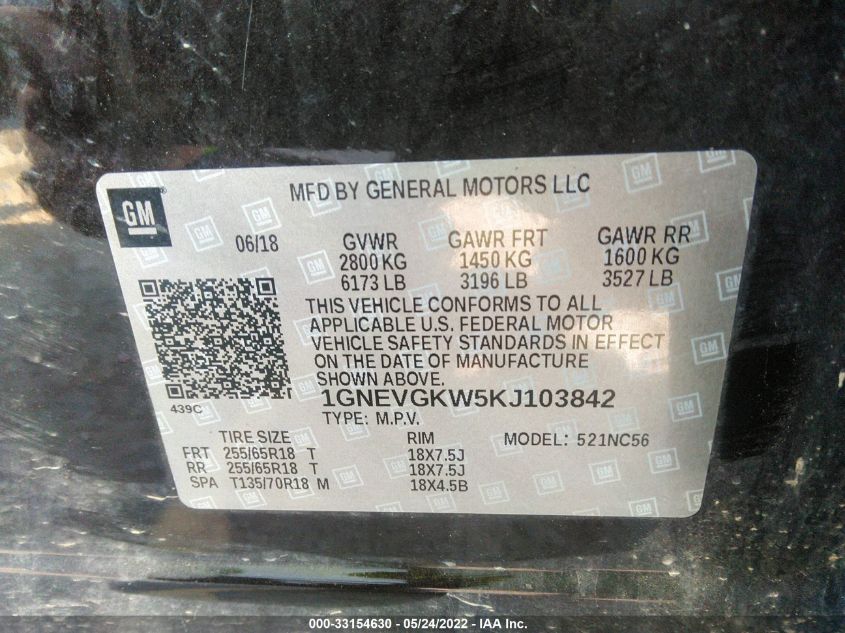 MFD BY GENERAL MOTORS LLC
GM
06/18 GVWR GAWR FRT GAWR RR
2800 KG 1450 KG 1600 KG
6173 LB 3196 LB 3527 LB
THIS VEHICLE CONFORMS TO ALL
APPLICABLE U.S. FEDERAL MOTOR
VEHICLE SAFETY STANDARDS IN EFFECT
ON THE DATE OF MANUFACTURE
SHOWN ABOVE.
439C
1GNEVGKW5KJ103842
TYPE: M.P.V.
TIRE SIZE RIM MODEL: 521NC56
FRT 255/65R18 T 18X7.5J
RR 255/65R18 T 18X7.5J
SPA T135/70R18 M 18X4.5B
000-33154630 - 05/24/2022 - COPYRIGHT IAA, Inc.